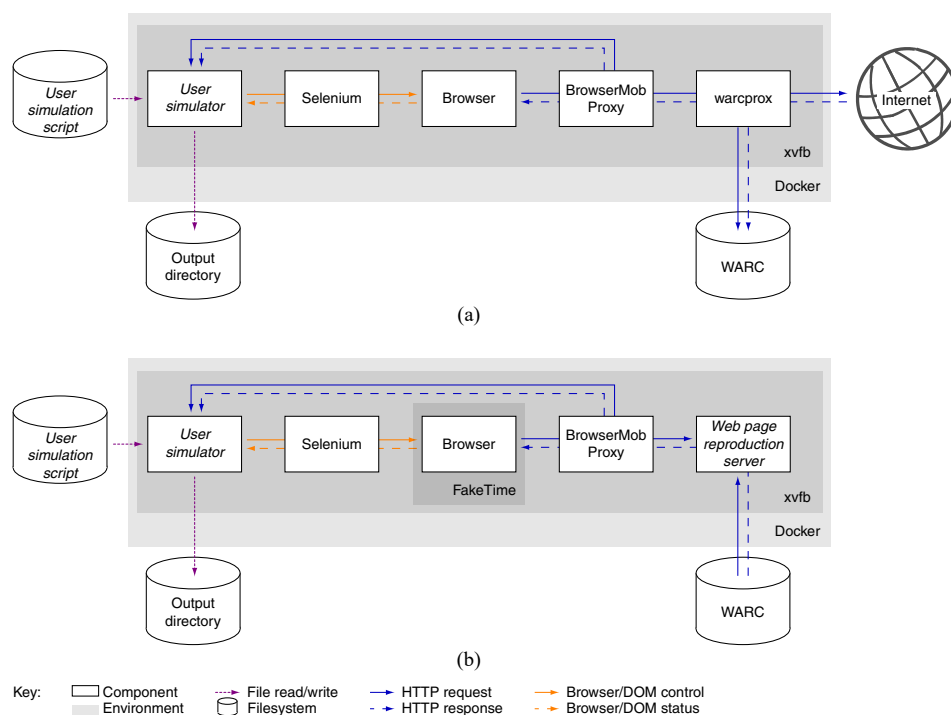 User
simulation
script
User
simulator
Selenium
Browser
BrowserMob
Proxy
warcprox
Internet
xvfb
Docker
Output
directory
WARC
(a)
User
simulation
script
User
simulator
Selenium
Browser
BrowserMob
Proxy
Web page
reproduction
server
FakeTime
xvfb
Docker
Output
directory
WARC
(b)
Key:
Component
File read/write
HTTP request
Browser/DOM control
Environment
Filesystem
HTTP response
Browser/DOM status